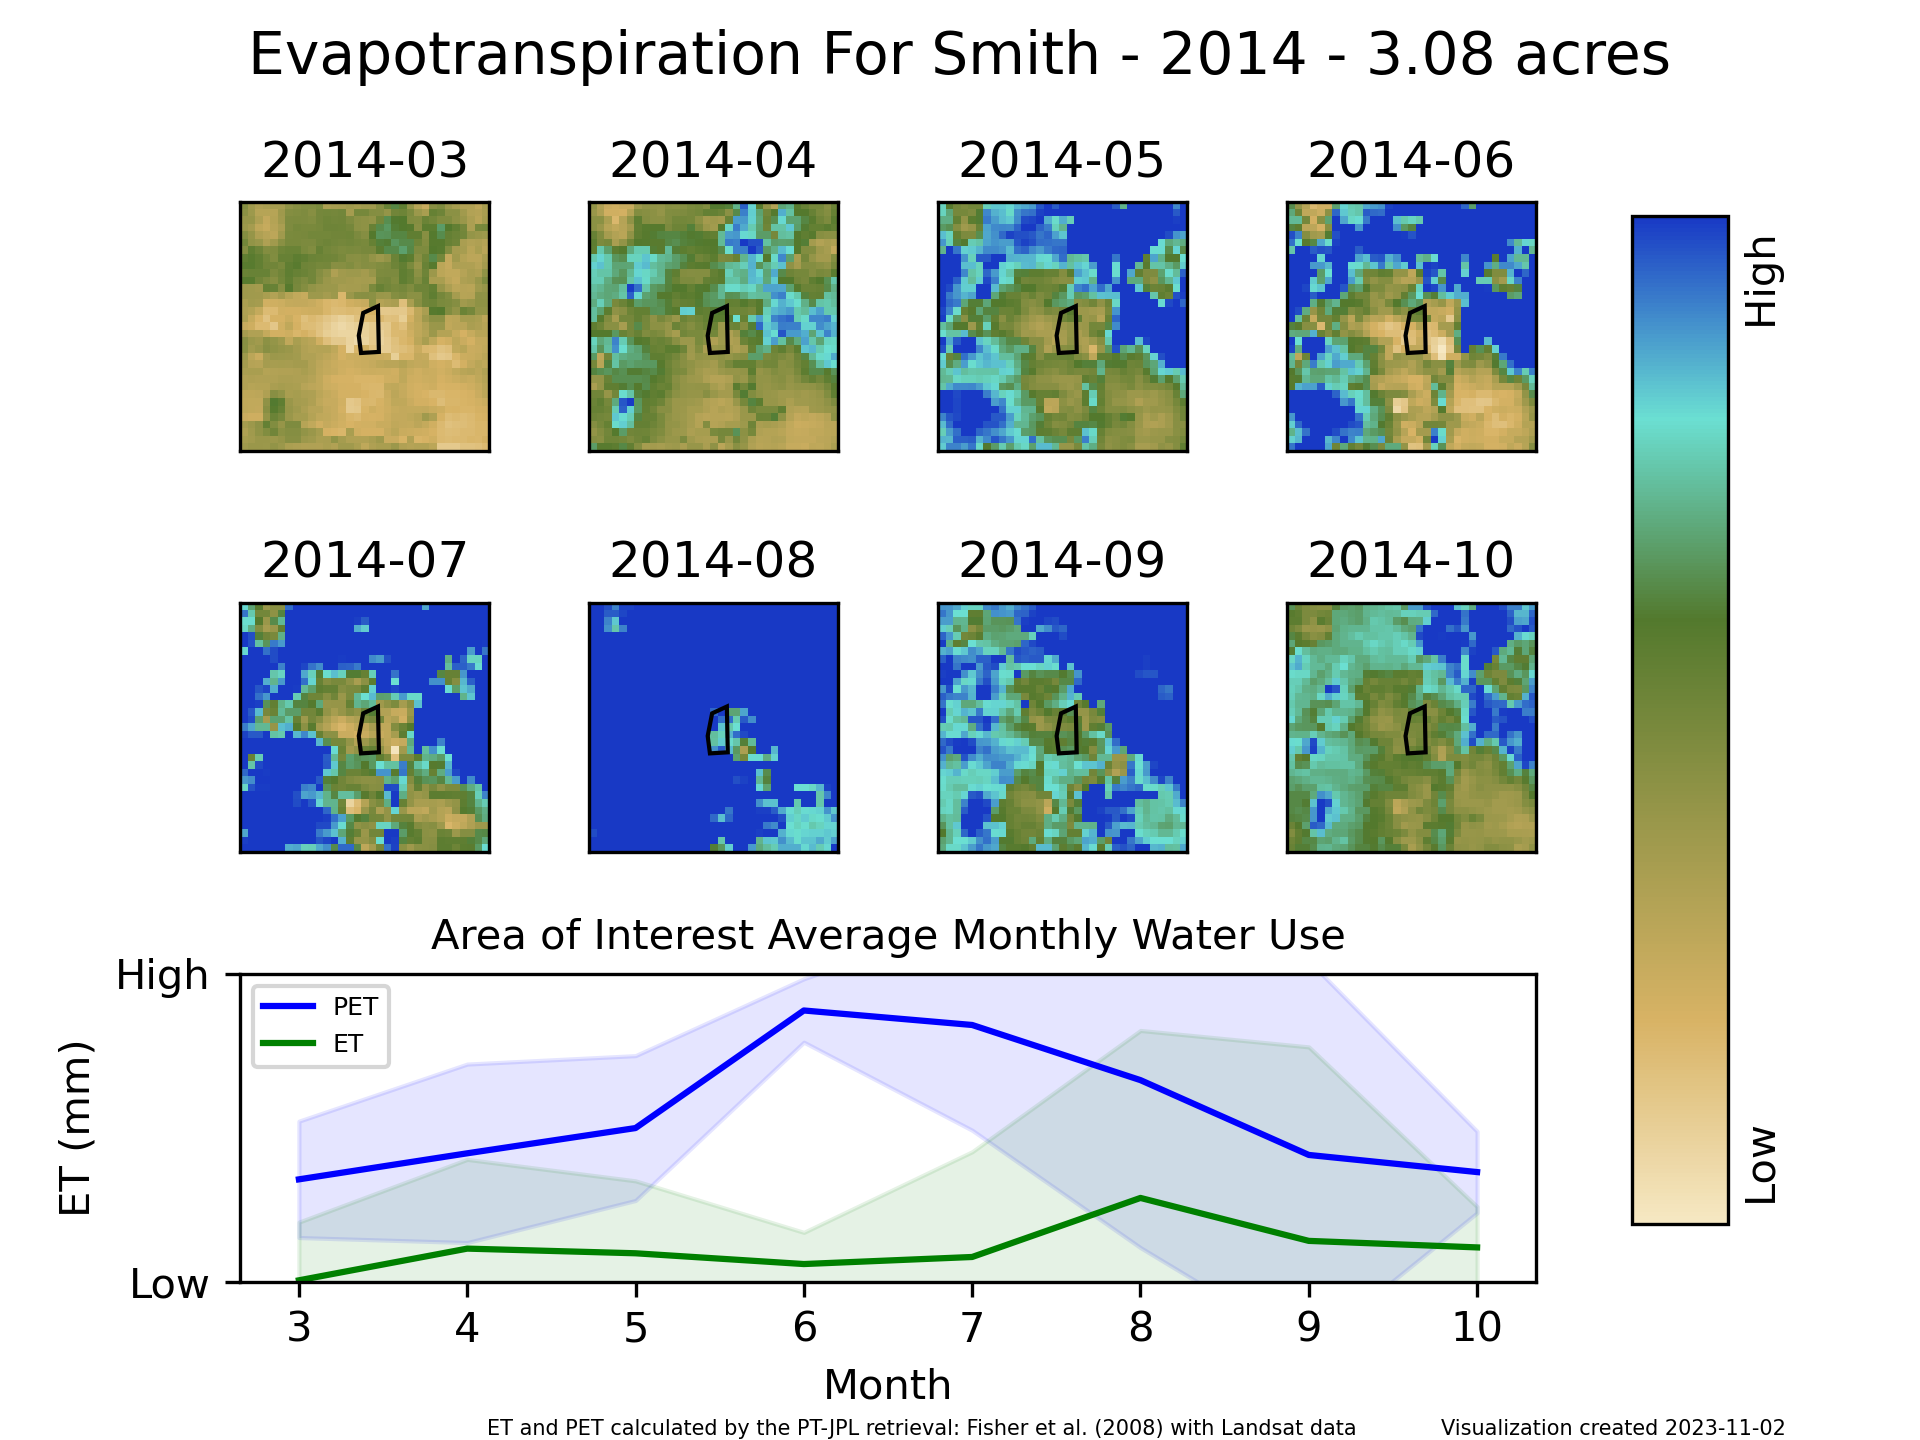 Evapotranspiration For Smith - 2014 - 3.08 acres
2014-03
2014-04
2014-05
2014-06
High
Low
2014-07
2014-08
2014-09
2014-10
Area of Interest Average Monthly Water Use
High
Low
ET (mm)
PET
ET
3 4 5 6 7 8 9 10
Month
ET and PET calculated by the PT-JPL retrieval: Fisher et al. (2008) with Landsat data
Visualization created 2023-11-02